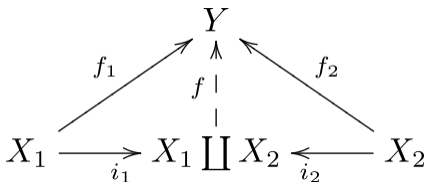 Y
f₁ f f₂
X₁ X₁ ∐ X₂ X₂
i₁ i₂